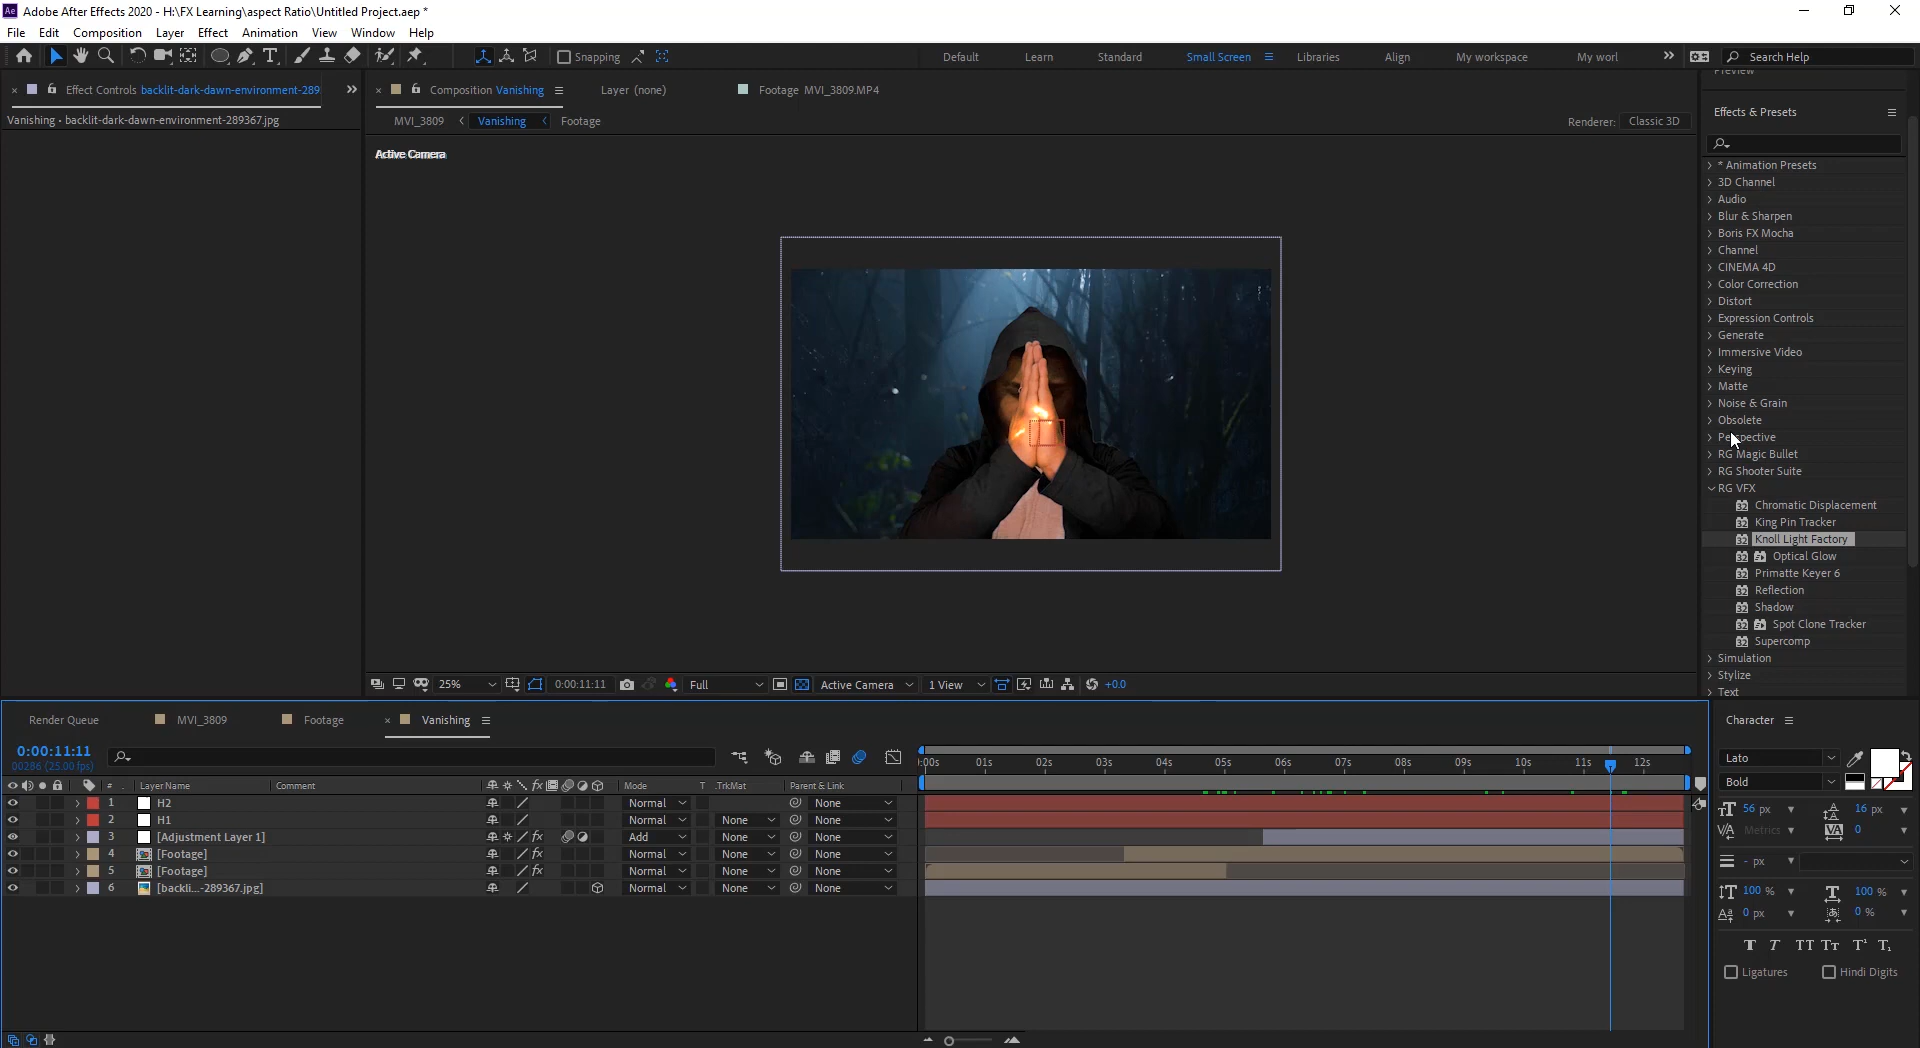 Adobe After Effects 2020 - H:\FX Learning\aspect Ratio\Untitled Project.aep *
File Edit Composition Layer Effect Animation View Window Help
Snapping Default Learn Standard Small Screen Libraries Align My workspace My worl Search Help
Preview
Effect Controls backlit-dark-dawn-environment-289
Composition Vanishing Layer (none) Footage MVI_3809.MP4
Effects & Presets
Vanishing • backlit-dark-dawn-environment-289367.jpg
MVI_3809 Vanishing Footage
Renderer: Classic 3D
Active Camera
* Animation Presets
3D Channel
Audio
Blur & Sharpen
Boris FX Mocha
Channel
CINEMA 4D
Color Correction
Distort
Expression Controls
Generate
Immersive Video
Keying
Matte
Noise & Grain
Obsolete
Perspective
RG Magic Bullet
RG Shooter Suite
RG VFX
Chromatic Displacement
King Pin Tracker
Knoll Light Factory
Optical Glow
Primatte Keyer 6
Reflection
Shadow
Spot Clone Tracker
Supercomp
Simulation
Stylize
Text
25% 0:00:11:11 Full Active Camera 1 View +0.0
Render Queue MVI_3809 Footage Vanishing
0:00:11:11
00286 (25.00 fps)
:00s 01s 02s 03s 04s 05s 06s 07s 08s 09s 10s 11s 12s
# Layer Name Comment Mode T .TrkMat Parent & Link
1 H2 Normal None
2 H1 Normal None None
3 [Adjustment Layer 1] Add None None
4 [Footage] Normal None None
5 [Footage] Normal None None
6 [backli...-289367.jpg] Normal None None
Character
Lato
Bold
56 px 16 px
Metrics 0
- px
100 % 100 %
0 px 0 %
T T TT Tr T¹ T₁
Ligatures Hindi Digits